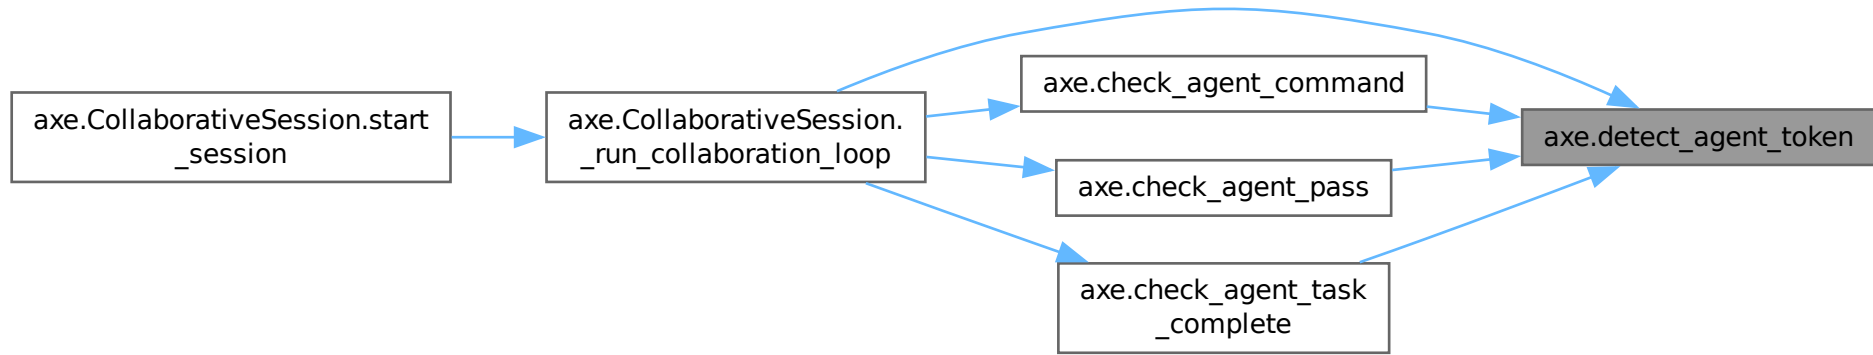 axe.CollaborativeSession.start
_session
axe.CollaborativeSession.
_run_collaboration_loop
axe.check_agent_command
axe.check_agent_pass
axe.check_agent_task
_complete
axe.detect_agent_token